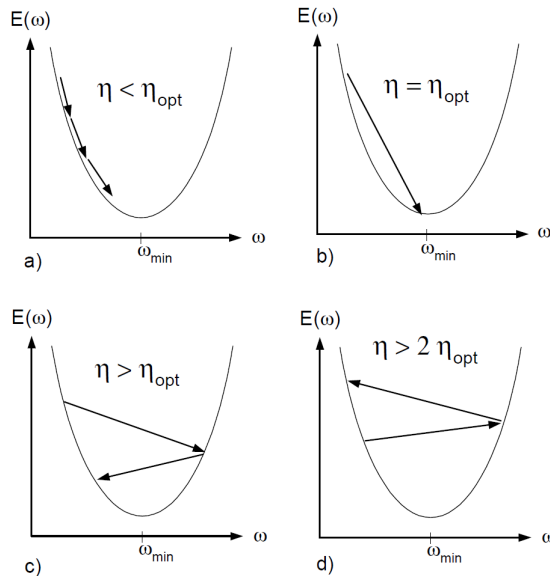 E(ω)
η < η_opt
ω
ω_min
a)
E(ω)
η = η_opt
ω
ω_min
b)
E(ω)
η > η_opt
ω
ω_min
c)
E(ω)
η > 2 η_opt
ω
ω_min
d)